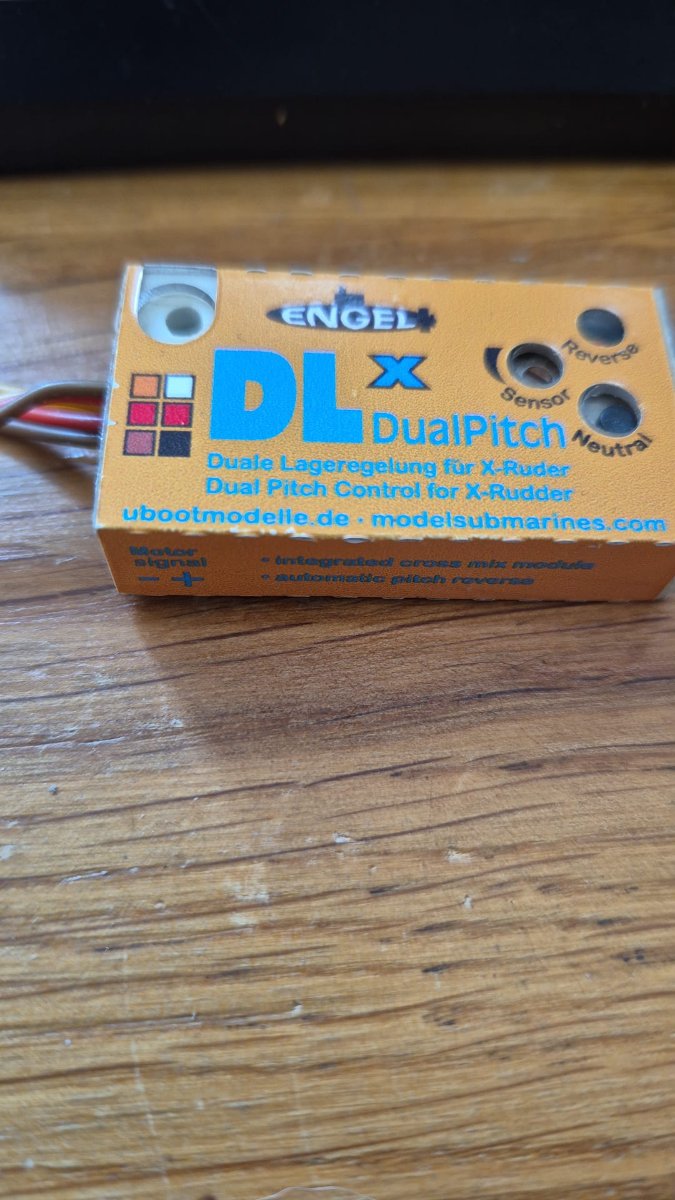 ENGEL
DLx DualPitch
Reverse
Sensor
Neutral
Duale Lageregelung für X-Ruder
Dual Pitch Control for X-Rudder
ubootmodelle.de · modelsubmarines.com
Motor
signal
- +
• integrated cross mix module
• automatic pitch reverse